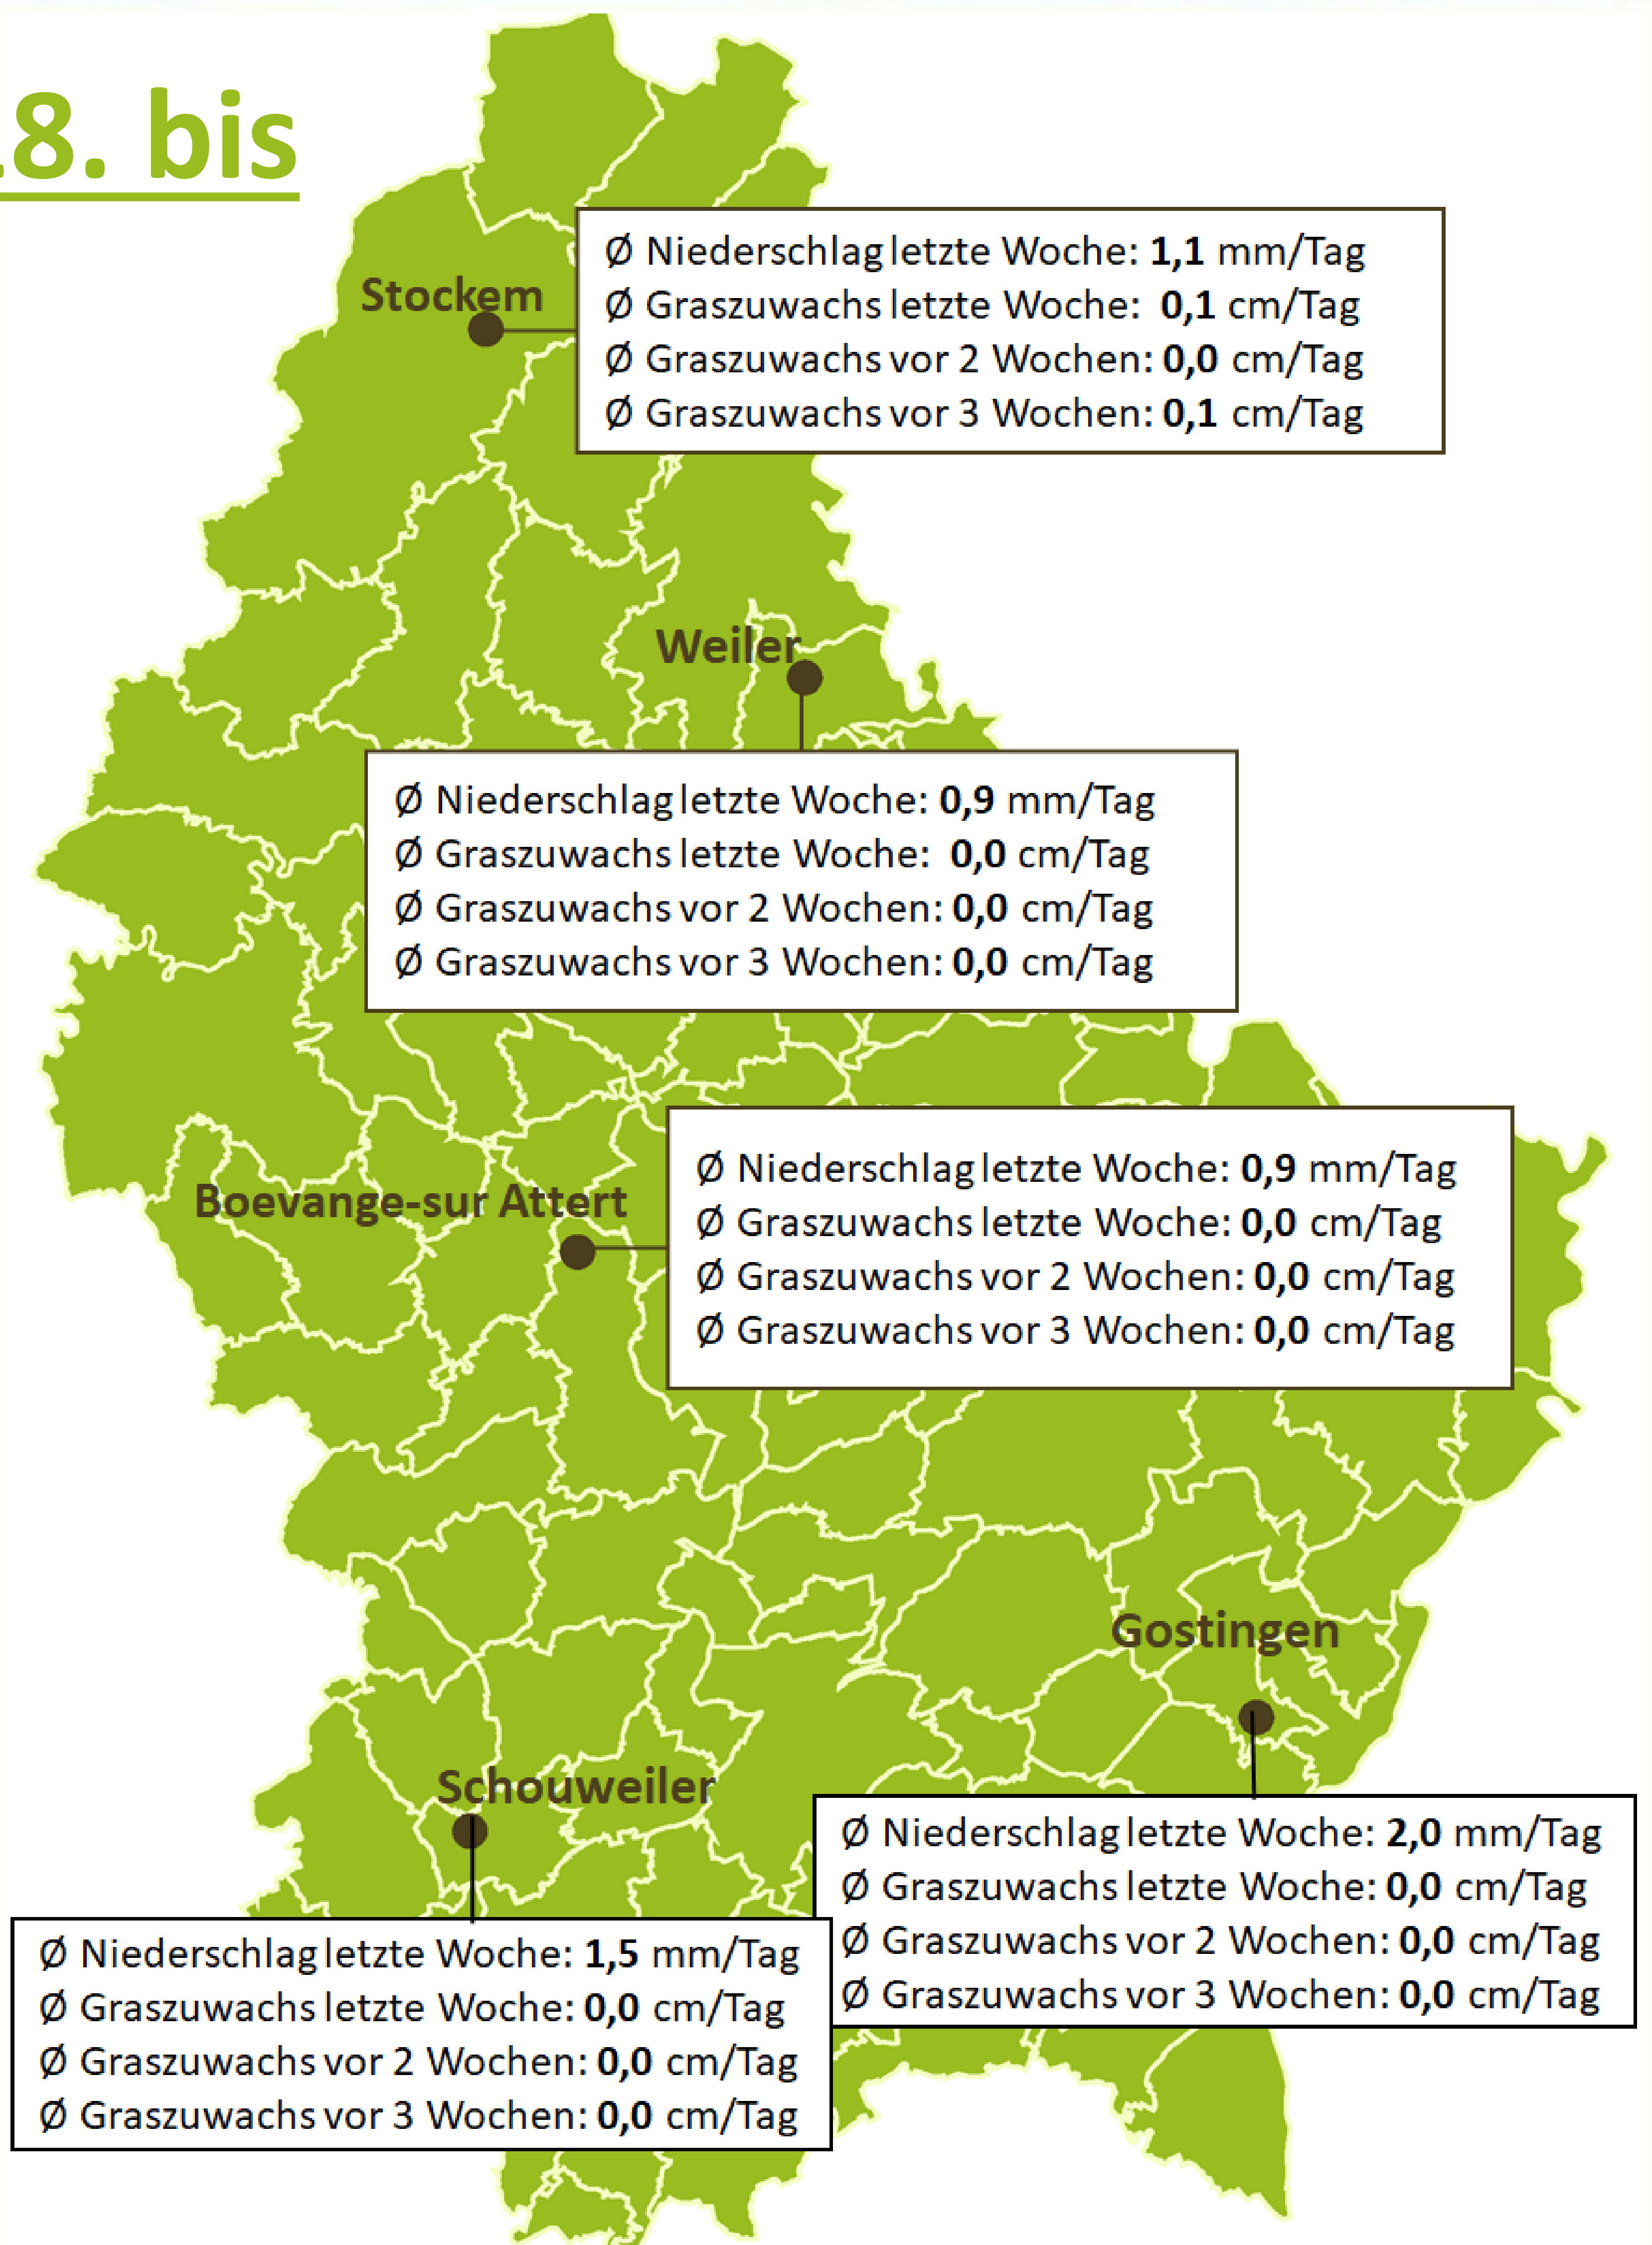 8. bis
Stockem
Ø Niederschlag letzte Woche: 1,1 mm/Tag
Ø Graszuwachs letzte Woche: 0,1 cm/Tag
Ø Graszuwachs vor 2 Wochen: 0,0 cm/Tag
Ø Graszuwachs vor 3 Wochen: 0,1 cm/Tag
Weiler
Ø Niederschlag letzte Woche: 0,9 mm/Tag
Ø Graszuwachs letzte Woche: 0,0 cm/Tag
Ø Graszuwachs vor 2 Wochen: 0,0 cm/Tag
Ø Graszuwachs vor 3 Wochen: 0,0 cm/Tag
Boevange-sur Attert
Ø Niederschlag letzte Woche: 0,9 mm/Tag
Ø Graszuwachs letzte Woche: 0,0 cm/Tag
Ø Graszuwachs vor 2 Wochen: 0,0 cm/Tag
Ø Graszuwachs vor 3 Wochen: 0,0 cm/Tag
Gostingen
Ø Niederschlag letzte Woche: 2,0 mm/Tag
Ø Graszuwachs letzte Woche: 0,0 cm/Tag
Ø Graszuwachs vor 2 Wochen: 0,0 cm/Tag
Ø Graszuwachs vor 3 Wochen: 0,0 cm/Tag
Schouweiler
Ø Niederschlag letzte Woche: 1,5 mm/Tag
Ø Graszuwachs letzte Woche: 0,0 cm/Tag
Ø Graszuwachs vor 2 Wochen: 0,0 cm/Tag
Ø Graszuwachs vor 3 Wochen: 0,0 cm/Tag